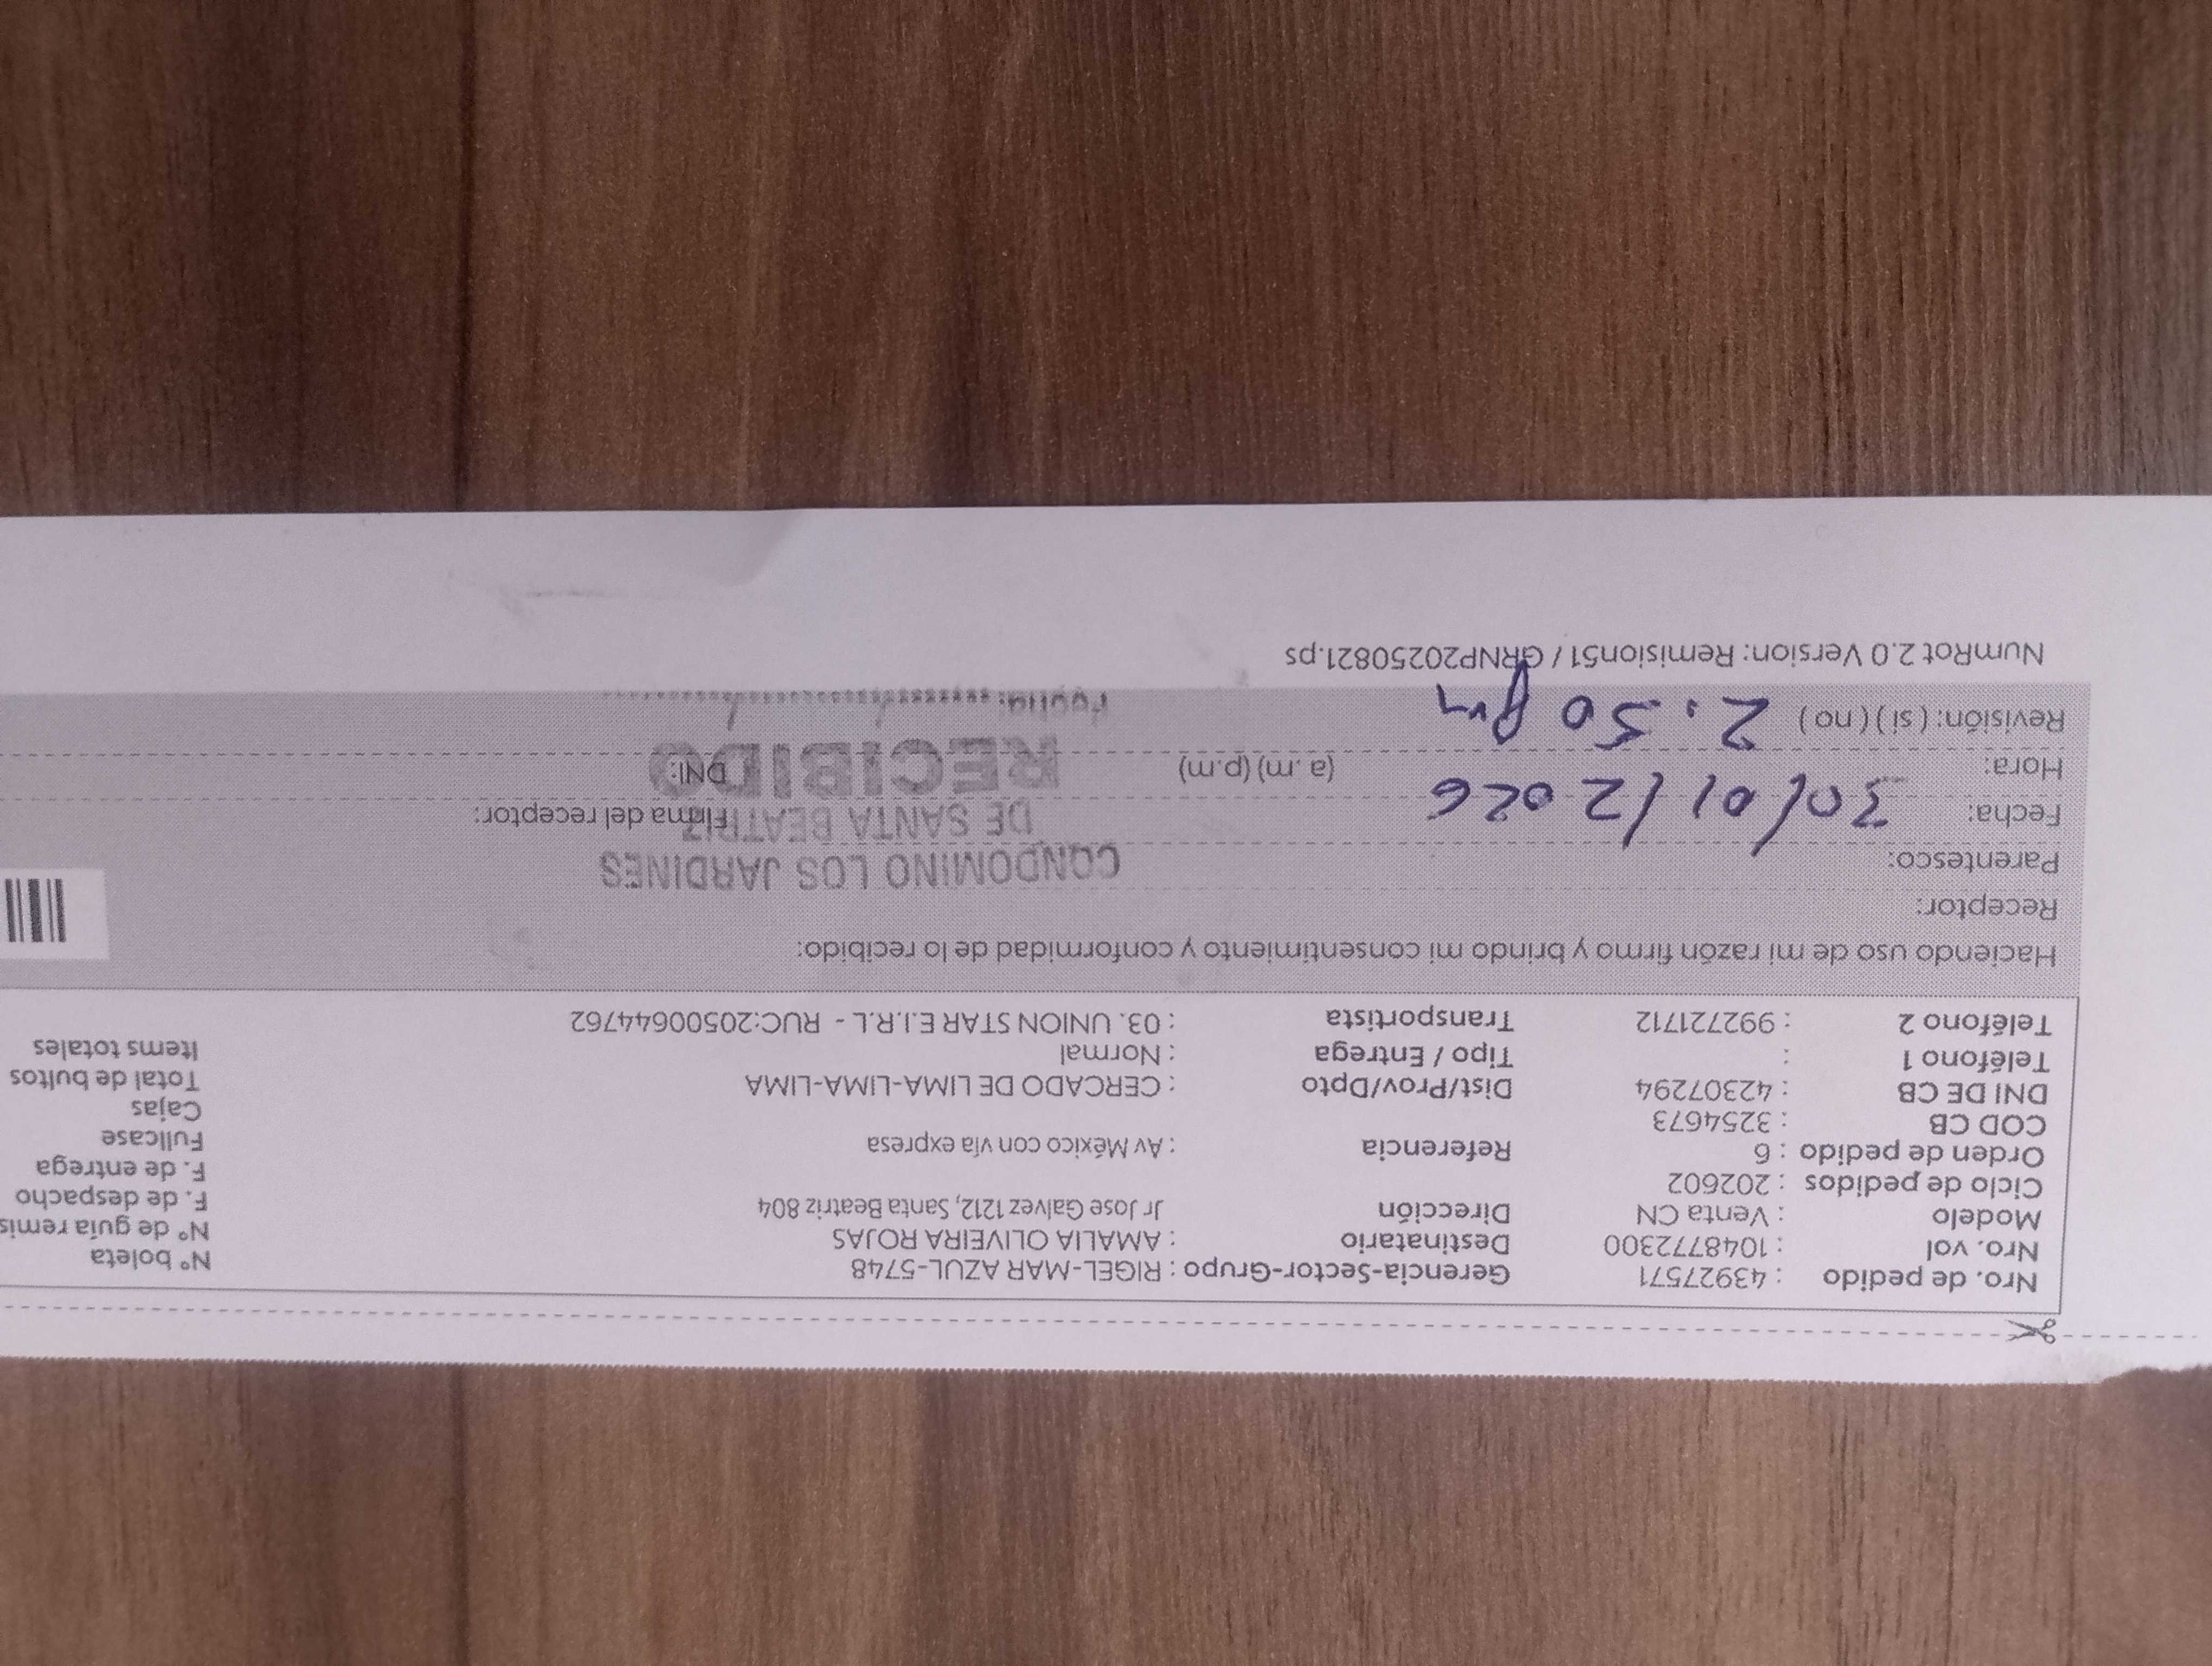 Nro. de pedido : 43927571 Gerencia-Sector-Grupo : RIGEL-MAR AZUL-5748 N° boleta
Nro. vol : 1048772300 Destinatario : AMALIA OLIVEIRA ROJAS N° de guía remis
Modelo : Venta CN Dirección Jr Jose Galvez 1212, Santa Beatriz 804 F. de despacho
Ciclo de pedidos : 202602 F. de entrega
Orden de pedido : 6 Referencia : Av México con vía expresa Fullcase
COD CB : 3254673 Cajas
DNI DE CB : 42307294 Dist/Prov/Dpto : CERCADO DE LIMA-LIMA-LIMA Total de bultos
Teléfono 1 : Tipo / Entrega : Normal Items totales
Teléfono 2 : 992721712 Transportista : 03. UNION STAR E.I.R.L - RUC:20500644762
Haciendo uso de mi razón firmo y brindo mi consentimiento y conformidad de lo recibido:
Receptor:
Parentesco:
CONDOMINO LOS JARDINES
Fecha: 30/01/2026 DE SANTA BEATRIZ Firma del receptor:
Hora: (a.m) (p.m) RECIBIDO DNI:
Revisión: ( si ) ( no ) 2.50 pm Fecha: / /
NumRot 2.0 Version: Remision51 / GRNP20250821.ps